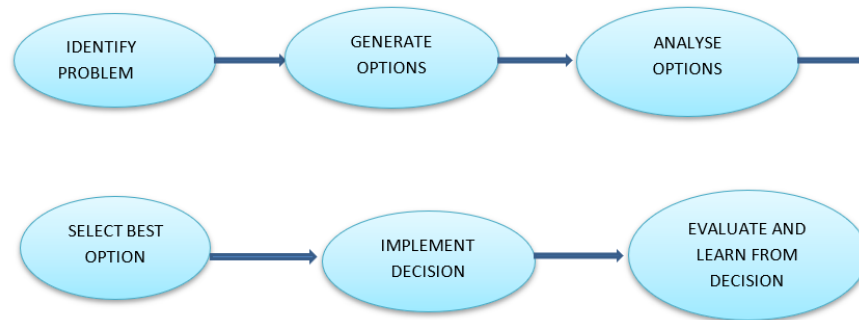 IDENTIFY
PROBLEM
GENERATE
OPTIONS
ANALYSE
OPTIONS
SELECT BEST
OPTION
IMPLEMENT
DECISION
EVALUATE AND
LEARN FROM
DECISION